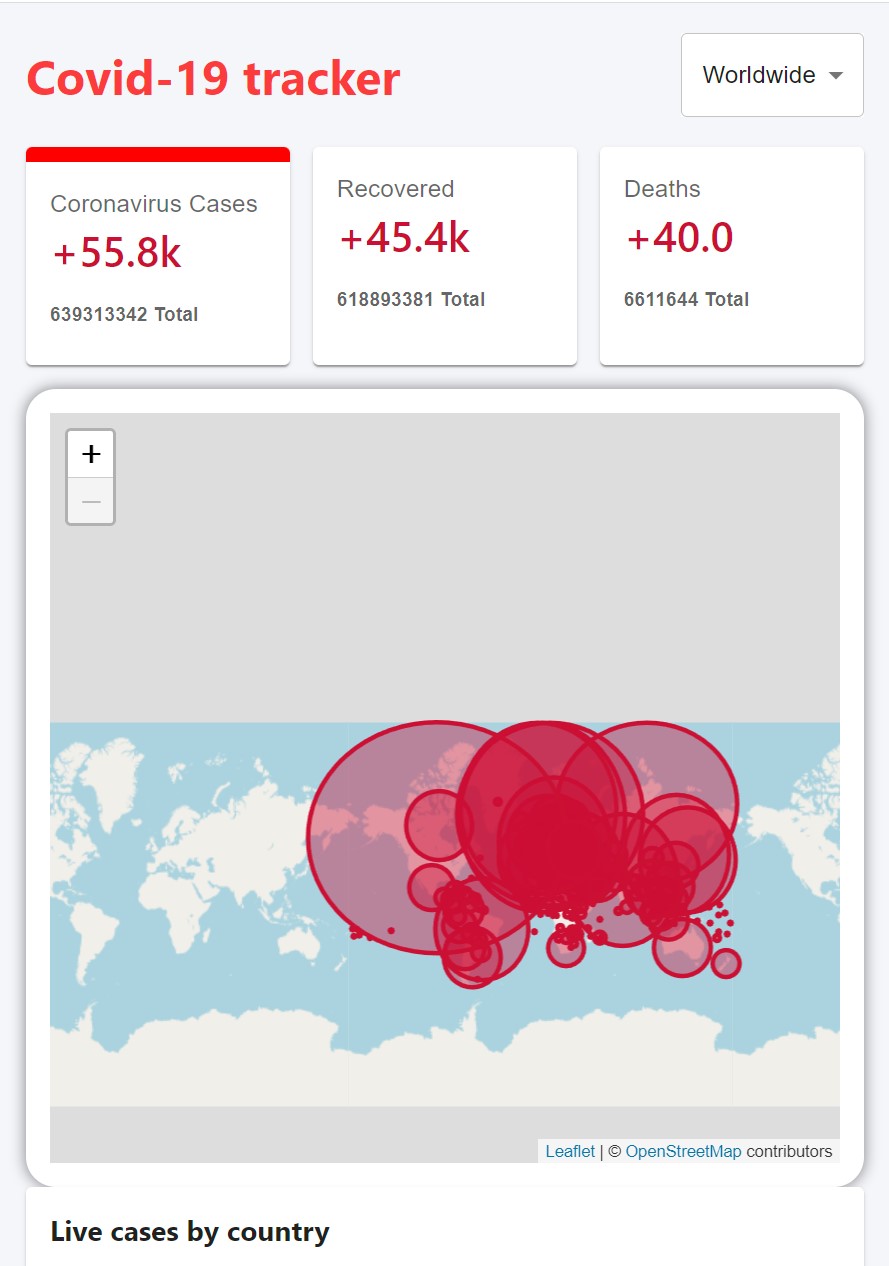 Covid-19 tracker
Worldwide
Coronavirus Cases
+55.8k
639313342 Total
Recovered
+45.4k
618893381 Total
Deaths
+40.0
6611644 Total
+
−
Leaflet | © OpenStreetMap contributors
Live cases by country